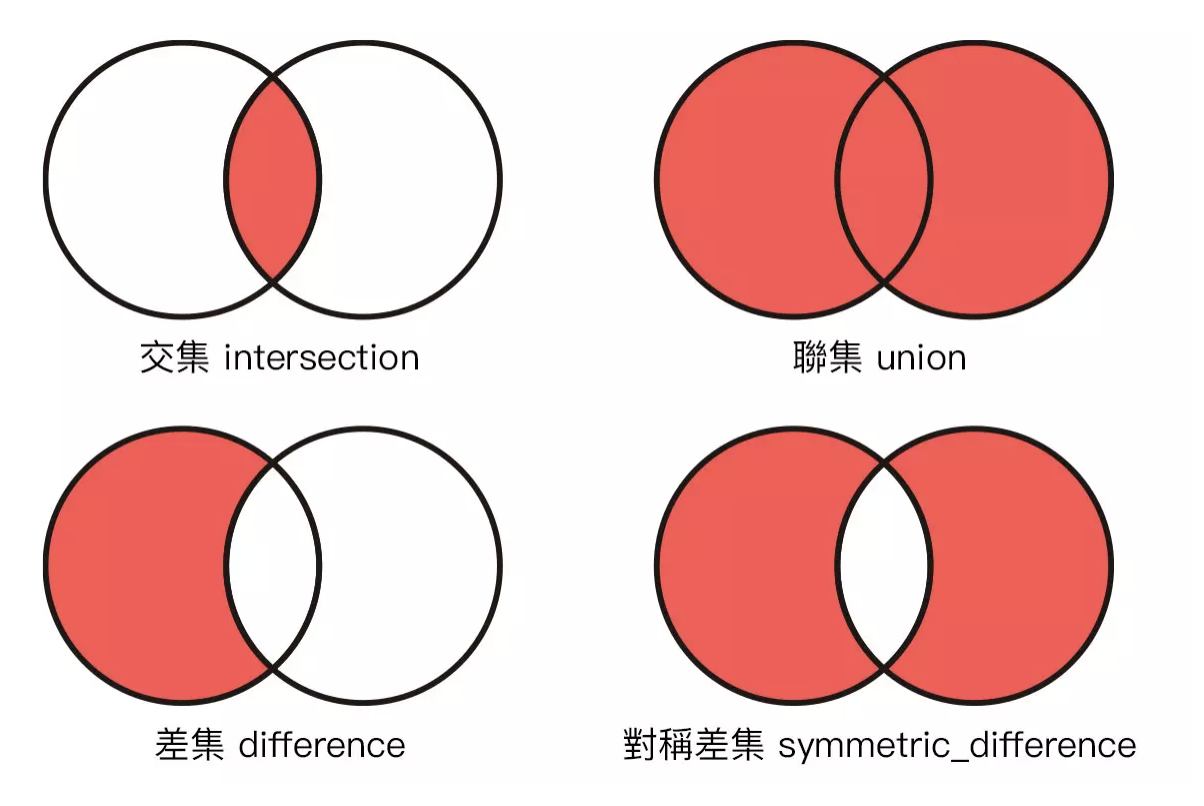 交集 intersection
聯集 union
差集 difference
對稱差集 symmetric_difference